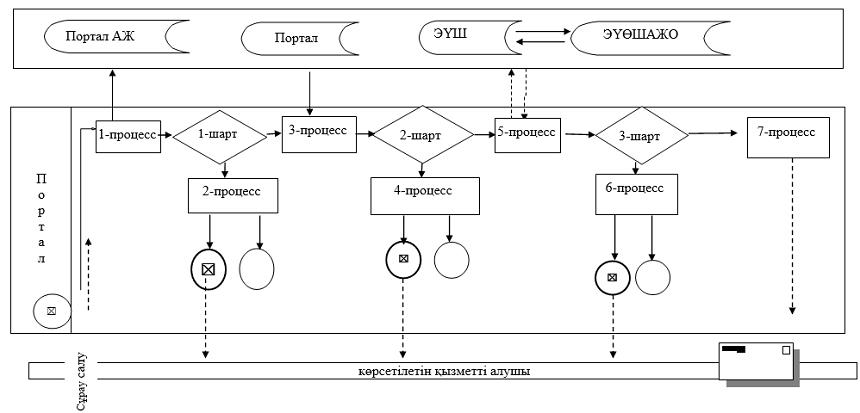 Портал АЖ
Портал
ЭҮШ
ЭҮӨШАЖО
1-процесс
1-шарт
3-процесс
2-шарт
5-процесс
3-шарт
7-процесс
Портал
2-процесс
4-процесс
6-процесс
Сұрау салу
көрсетілетін қызметті алушы